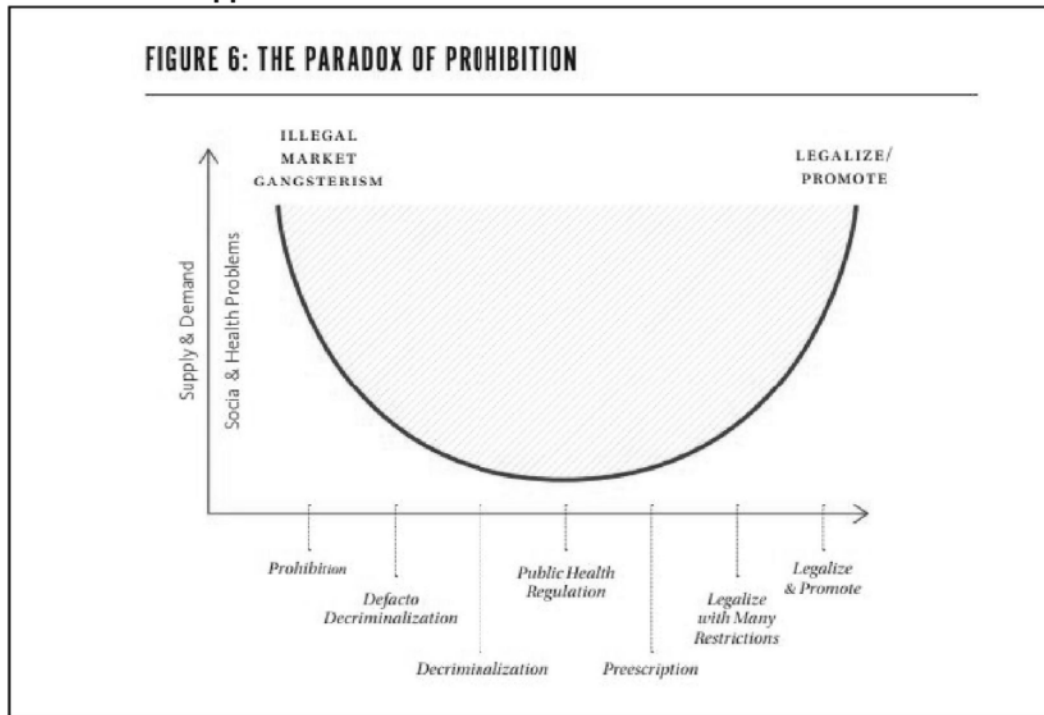 FIGURE 6: THE PARADOX OF PROHIBITION
ILLEGAL
MARKET
GANGSTERISM
LEGALIZE/
PROMOTE
Supply & Demand
Socia & Health Problems
Prohibition
Defacto
Decriminalization
Decriminalization
Public Health
Regulation
Preescription
Legalize
with Many
Restrictions
Legalize
& Promote